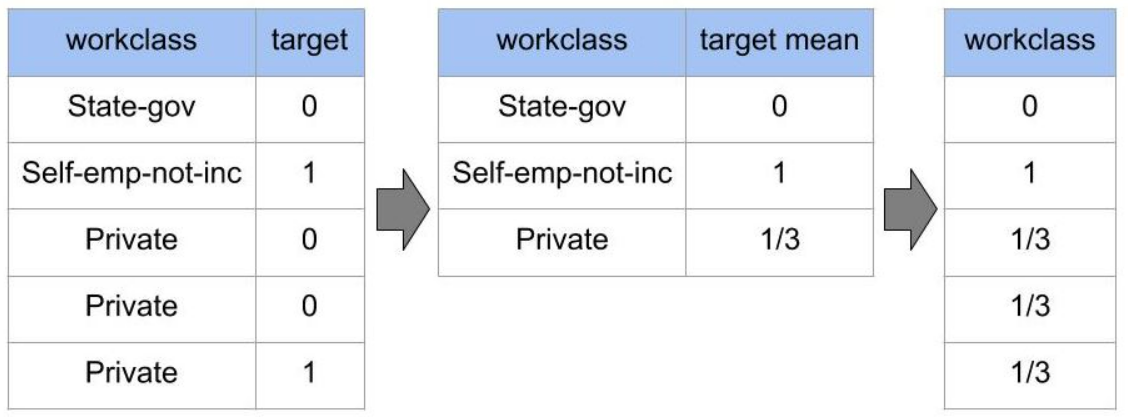 workclass target
State-gov 0
Self-emp-not-inc 1
Private 0
Private 0
Private 1
workclass target mean
State-gov 0
Self-emp-not-inc 1
Private 1/3
workclass
0
1
1/3
1/3
1/3